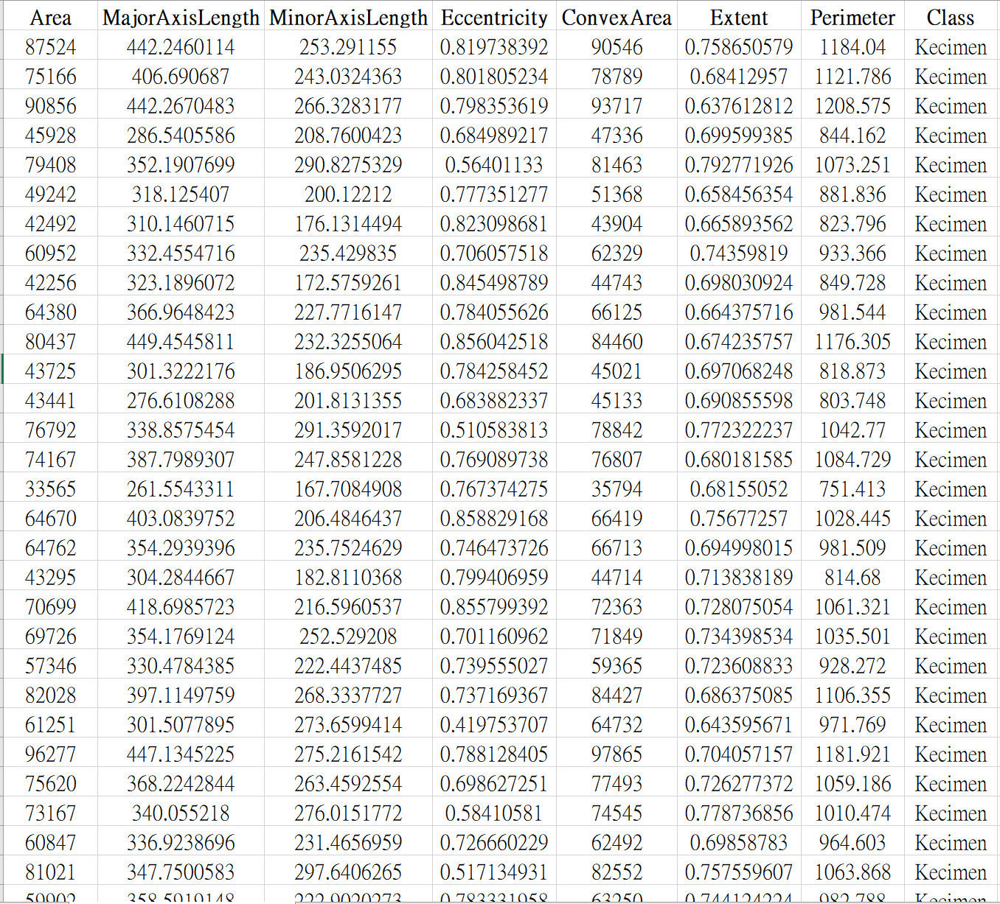 Area MajorAxisLength MinorAxisLength Eccentricity ConvexArea Extent Perimeter Class
87524 442.2460114 253.291155 0.819738392 90546 0.758650579 1184.04 Kecimen
75166 406.690687 243.0324363 0.801805234 78789 0.68412957 1121.786 Kecimen
90856 442.2670483 266.3283177 0.798353619 93717 0.637612812 1208.575 Kecimen
45928 286.5405586 208.7600423 0.684989217 47336 0.699599385 844.162 Kecimen
79408 352.1907699 290.8275329 0.56401133 81463 0.792771926 1073.251 Kecimen
49242 318.125407 200.12212 0.777351277 51368 0.658456354 881.836 Kecimen
42492 310.1460715 176.1314494 0.823098681 43904 0.665893562 823.796 Kecimen
60952 332.4554716 235.429835 0.706057518 62329 0.74359819 933.366 Kecimen
42256 323.1896072 172.5759261 0.845498789 44743 0.698030924 849.728 Kecimen
64380 366.9648423 227.7716147 0.784055626 66125 0.664375716 981.544 Kecimen
80437 449.4545811 232.3255064 0.856042518 84460 0.674235757 1176.305 Kecimen
43725 301.3222176 186.9506295 0.784258452 45021 0.697068248 818.873 Kecimen
43441 276.6108288 201.8131355 0.683882337 45133 0.690855598 803.748 Kecimen
76792 338.8575454 291.3592017 0.510583813 78842 0.772322237 1042.77 Kecimen
74167 387.7989307 247.8581228 0.769089738 76807 0.680181585 1084.729 Kecimen
33565 261.5543311 167.7084908 0.767374275 35794 0.68155052 751.413 Kecimen
64670 403.0839752 206.4846437 0.858829168 66419 0.75677257 1028.445 Kecimen
64762 354.2939396 235.7524629 0.746473726 66713 0.694998015 981.509 Kecimen
43295 304.2844667 182.8110368 0.799406959 44714 0.713838189 814.68 Kecimen
70699 418.6985723 216.5960537 0.855799392 72363 0.728075054 1061.321 Kecimen
69726 354.1769124 252.529208 0.701160962 71849 0.734398534 1035.501 Kecimen
57346 330.4784385 222.4437485 0.739555027 59365 0.723608833 928.272 Kecimen
82028 397.1149759 268.3337727 0.737169367 84427 0.686375085 1106.355 Kecimen
61251 301.5077895 273.6599414 0.419753707 64732 0.643595671 971.769 Kecimen
96277 447.1345225 275.2161542 0.788128405 97865 0.704057157 1181.921 Kecimen
75620 368.2242844 263.4592554 0.698627251 77493 0.726277372 1059.186 Kecimen
73167 340.055218 276.0151772 0.58410581 74545 0.778736856 1010.474 Kecimen
60847 336.9238696 231.4656959 0.726660229 62492 0.69858783 964.603 Kecimen
81021 347.7500583 297.6406265 0.517134931 82552 0.757559607 1063.868 Kecimen
Kecimen